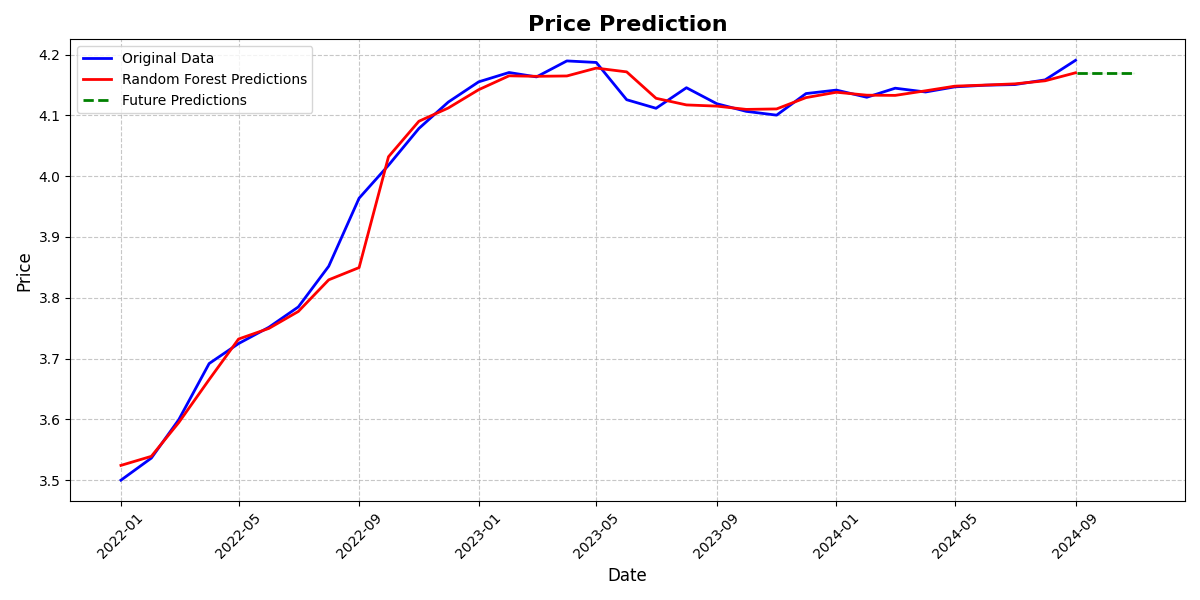 Price Prediction
Original Data
Random Forest Predictions
Future Predictions
Price
4.2
4.1
4.0
3.9
3.8
3.7
3.6
3.5
2022-01
2022-05
2022-09
2023-01
2023-05
2023-09
2024-01
2024-05
2024-09
Date